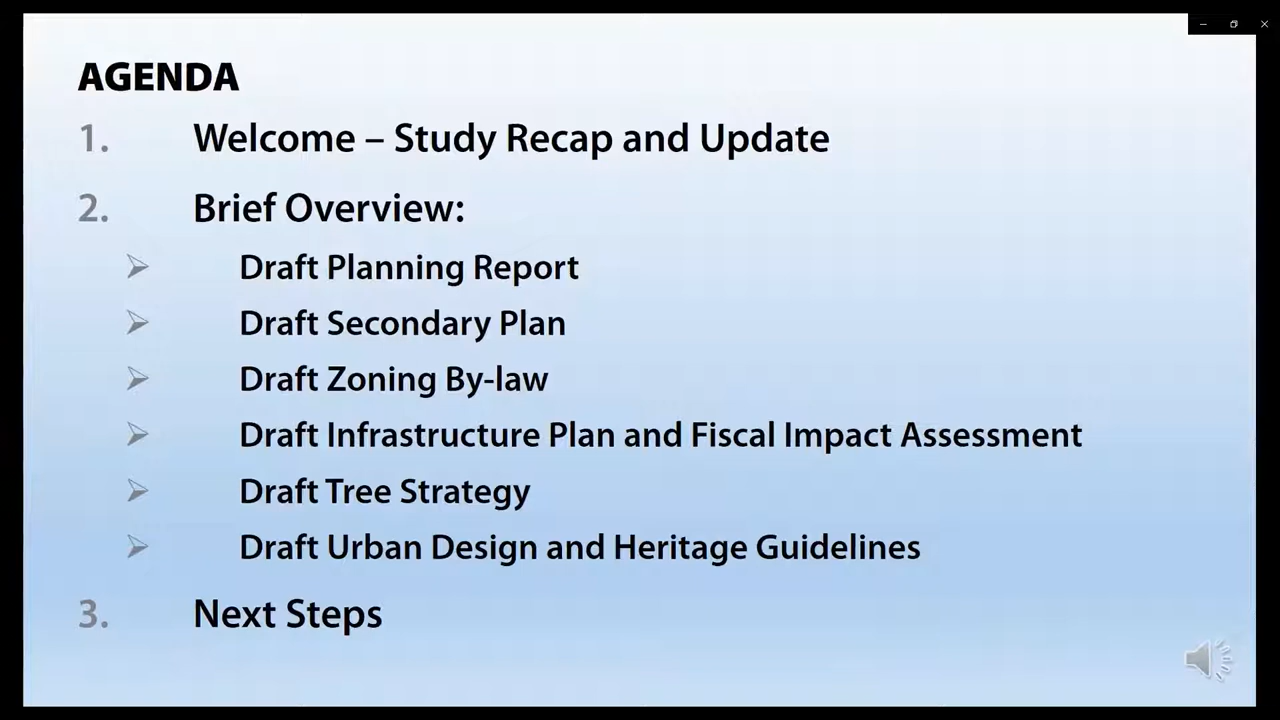 AGENDA
1. Welcome – Study Recap and Update
2. Brief Overview:
➢ Draft Planning Report
➢ Draft Secondary Plan
➢ Draft Zoning By-law
➢ Draft Infrastructure Plan and Fiscal Impact Assessment
➢ Draft Tree Strategy
➢ Draft Urban Design and Heritage Guidelines
3. Next Steps